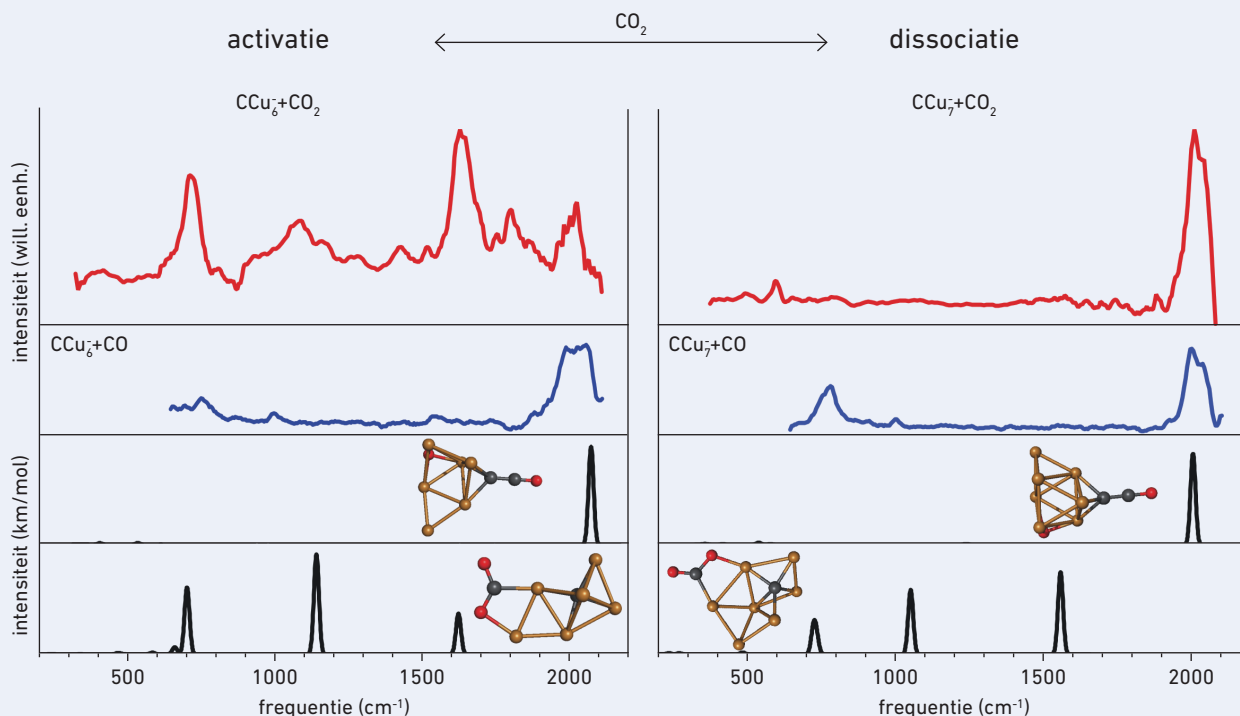 activatie
CO₂
dissociatie
CCu₆⁻+CO₂
CCu₇⁻+CO₂
intensiteit (will. eenh.)
CCu₆⁻+CO
CCu₇⁻+CO
intensiteit (km/mol)
500 1000 1500 2000
500 1000 1500 2000
frequentie (cm⁻¹)
frequentie (cm⁻¹)